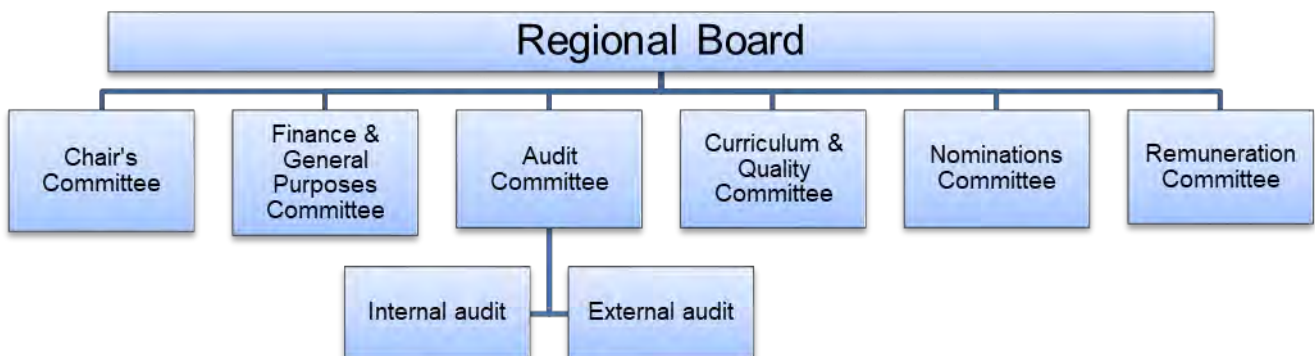 Regional Board
Chair's
Committee
Finance &
General
Purposes
Committee
Audit
Committee
Curriculum &
Quality
Committee
Nominations
Committee
Remuneration
Committee
Internal audit
External audit